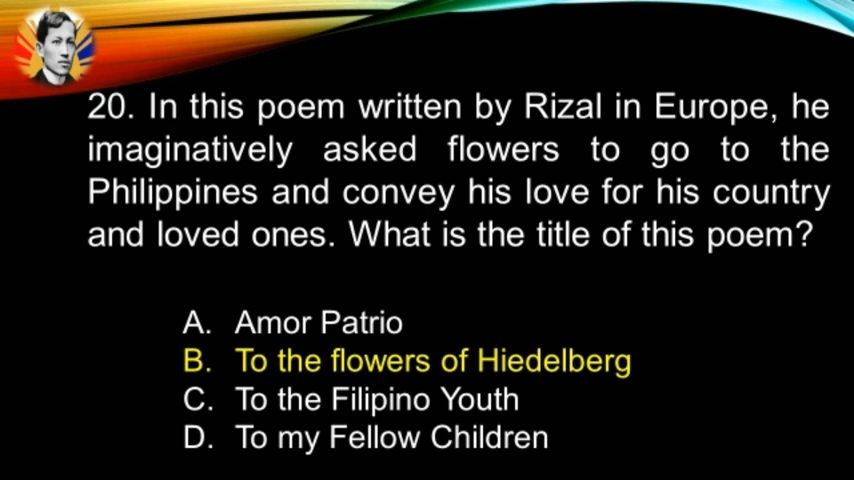 20. In this poem written by Rizal in Europe, he
imaginatively asked flowers to go to the
Philippines and convey his love for his country
and loved ones. What is the title of this poem?
A. Amor Patrio
B. To the flowers of Hiedelberg
C. To the Filipino Youth
D. To my Fellow Children